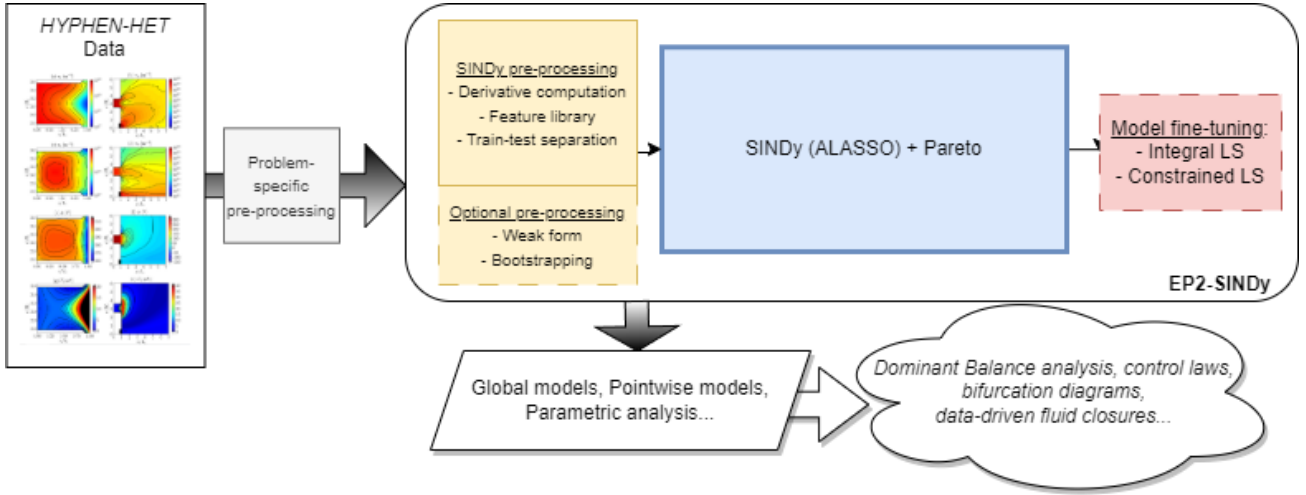 HYPHEN-HET
Data
Problem-
specific
pre-processing
SINDy pre-processing
- Derivative computation
- Feature library
- Train-test separation
Optional pre-processing
- Weak form
- Bootstrapping
SINDy (ALASSO) + Pareto
Model fine-tuning:
- Integral LS
- Constrained LS
EP2-SINDy
Global models, Pointwise models,
Parametric analysis...
Dominant Balance analysis, control laws,
bifurcation diagrams,
data-driven fluid closures...